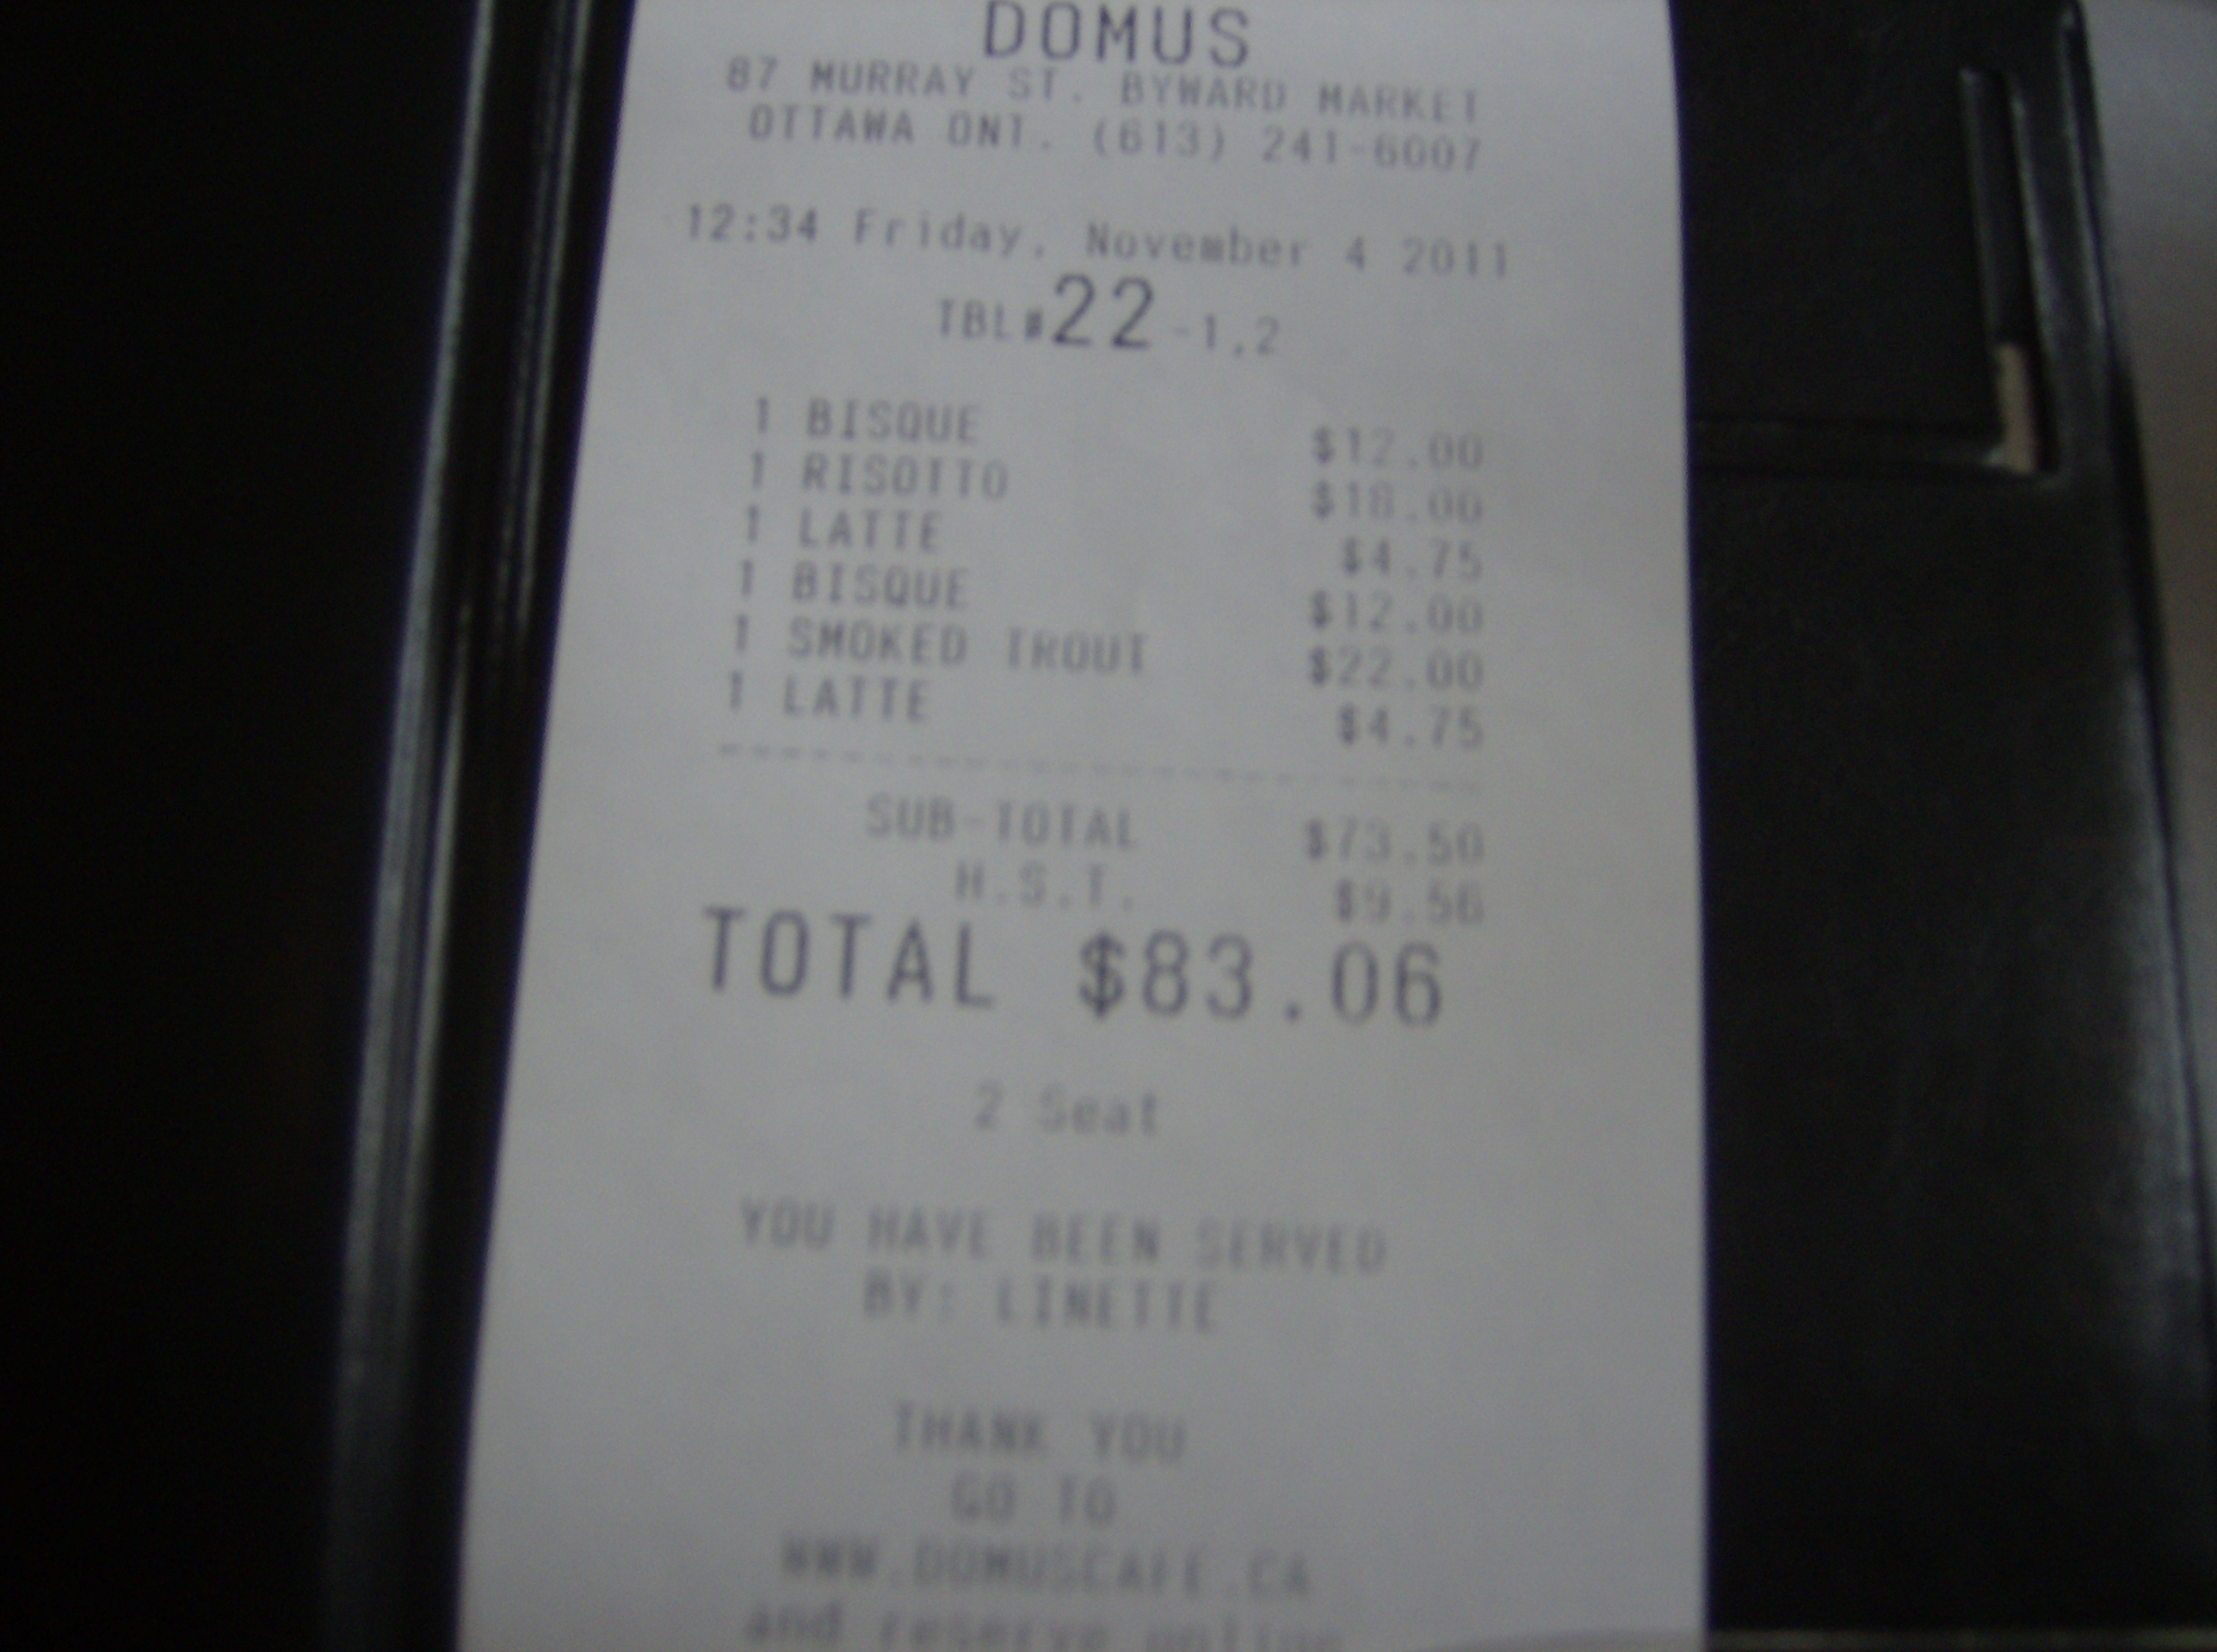 DOMUS
87 MURRAY ST. BYWARD MARKET
OTTAWA ONT. (613) 241-6007
12:34 Friday, November 4 2011
TBL#22-1,2
1 BISQUE $12.00
1 RISOTTO $18.00
1 LATTE $4.75
1 BISQUE $12.00
1 SMOKED TROUT $22.00
1 LATTE $4.75
SUB-TOTAL $73.50
H.S.T. $9.56
TOTAL $83.06
2 Seat
YOU HAVE BEEN SERVED
BY: LINETTE
THANK YOU
GO TO
WWW.DOMUSCAFE.CA
and reserve online